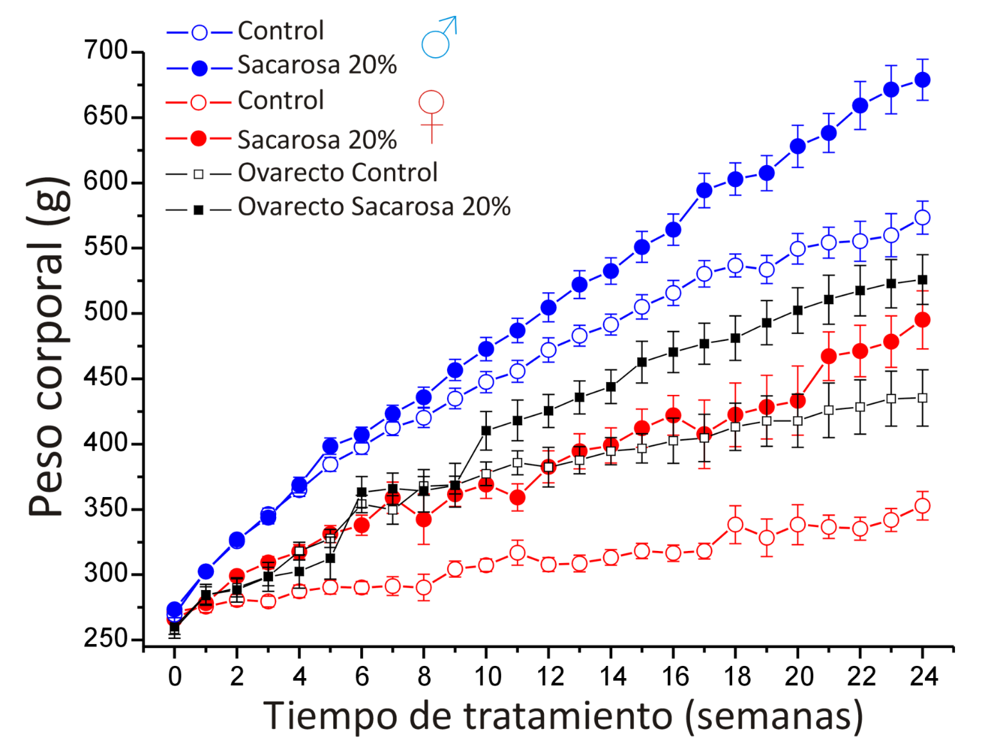 Control
Sacarosa 20%
Control
Sacarosa 20%
Ovarecto Control
Ovarecto Sacarosa 20%
Peso corporal (g)
700
650
600
550
500
450
400
350
300
250
0 2 4 6 8 10 12 14 16 18 20 22 24
Tiempo de tratamiento (semanas)